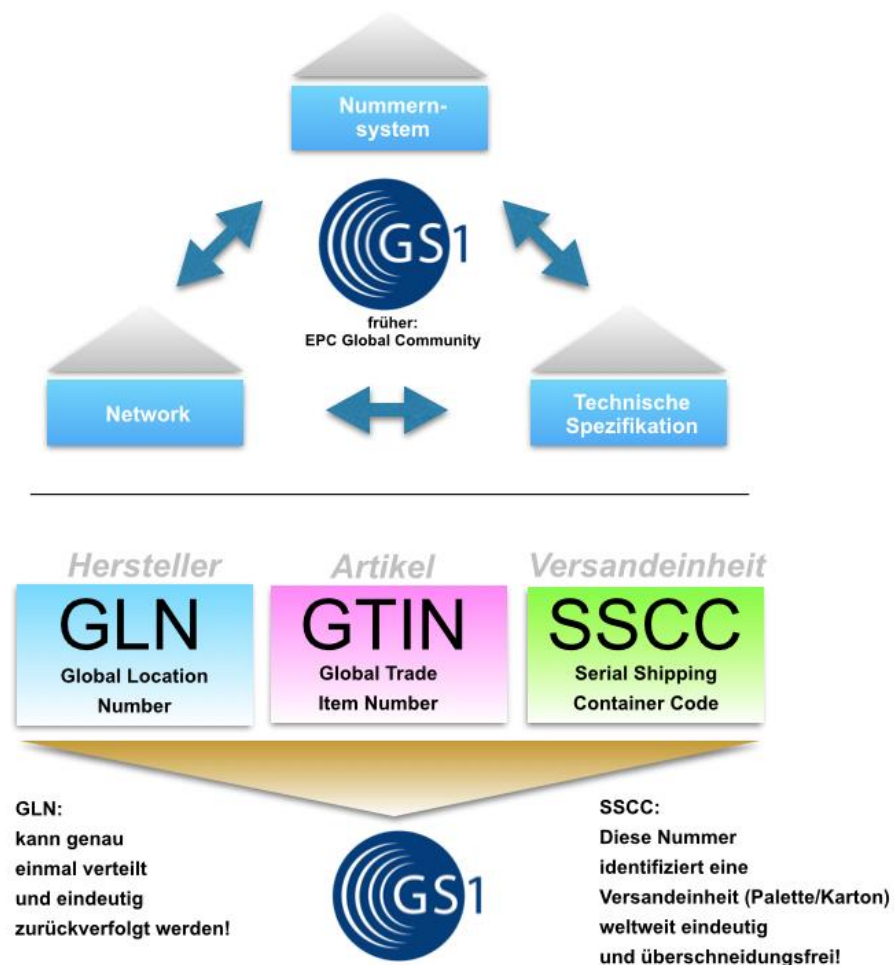 Nummern-
system
GS1
früher:
EPC Global Community
Network
Technische
Spezifikation
Hersteller
GLN
Global Location
Number
Artikel
GTIN
Global Trade
Item Number
Versandeinheit
SSCC
Serial Shipping
Container Code
GLN:
kann genau
einmal verteilt
und eindeutig
zurückverfolgt werden!
GS1
SSCC:
Diese Nummer
identifiziert eine
Versandeinheit (Palette/Karton)
weltweit eindeutig
und überschneidungsfrei!